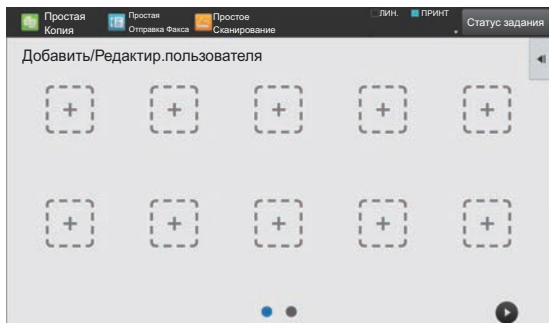 Простая
Копия
Простая
Отправка Факса
Простое
Сканирование
ЛИН.
ПРИНТ
Статус задания
Добавить/Редактир.пользователя